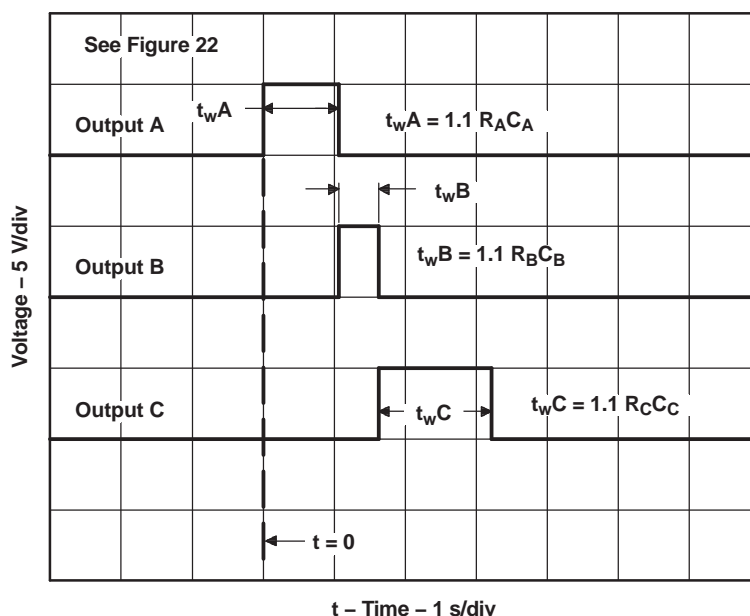 See Figure 22
twA
Output A
twA = 1.1 RACA
twB
Output B
twB = 1.1 RBCB
Output C
twC
twC = 1.1 RCCC
t = 0
Voltage – 5 V/div
t – Time – 1 s/div